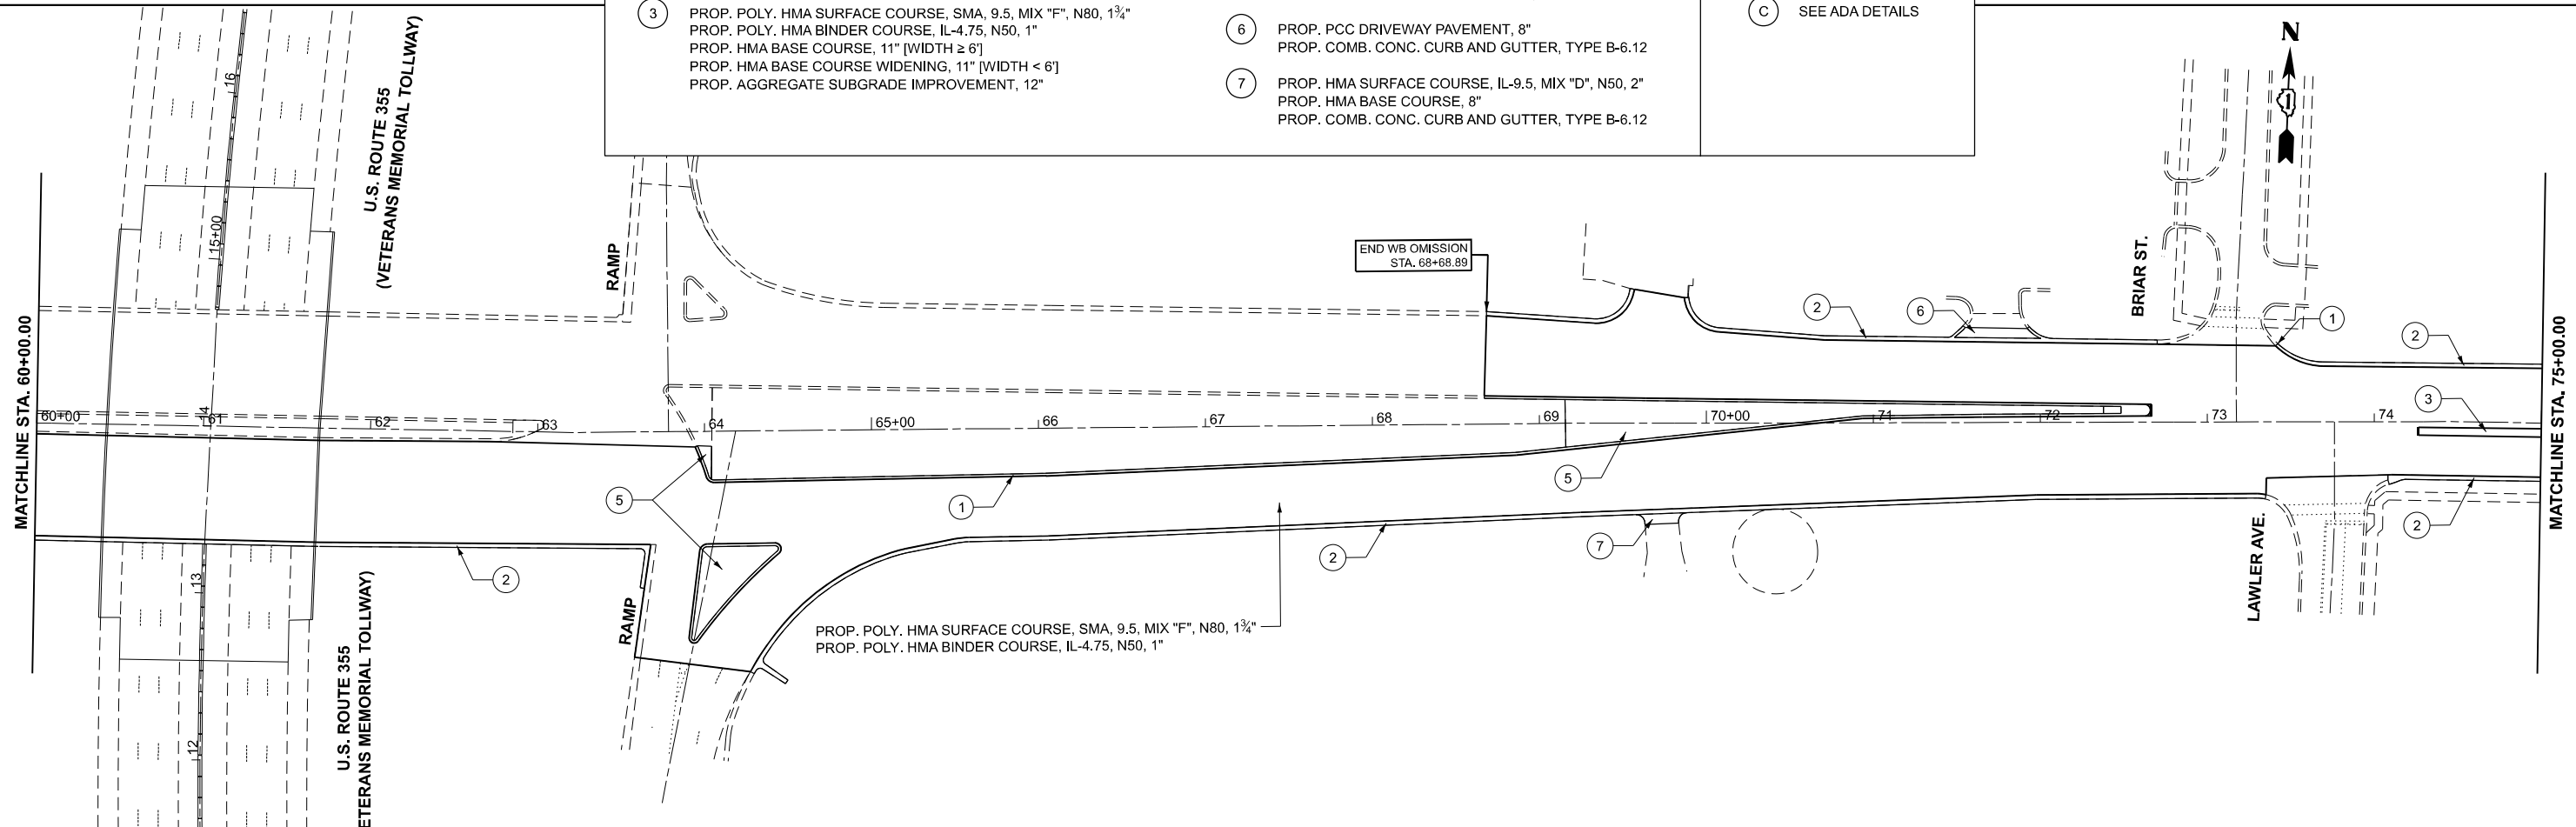 3 PROP. POLY. HMA SURFACE COURSE, SMA, 9.5, MIX "F", N80, 1¾"
PROP. POLY. HMA BINDER COURSE, IL-4.75, N50, 1"
PROP. HMA BASE COURSE, 11" [WIDTH ≥ 6']
PROP. HMA BASE COURSE WIDENING, 11" [WIDTH < 6']
PROP. AGGREGATE SUBGRADE IMPROVEMENT, 12"
6 PROP. PCC DRIVEWAY PAVEMENT, 8"
PROP. COMB. CONC. CURB AND GUTTER, TYPE B-6.12
7 PROP. HMA SURFACE COURSE, IL-9.5, MIX "D", N50, 2"
PROP. HMA BASE COURSE, 8"
PROP. COMB. CONC. CURB AND GUTTER, TYPE B-6.12
C SEE ADA DETAILS
N
1
U.S. ROUTE 355
(VETERANS MEMORIAL TOLLWAY)
16
15+00
RAMP
END WB OMISSION
STA. 68+68.89
BRIAR ST.
2
6
1
2
3
MATCHLINE STA. 60+00.00
60+00
14
61
62
63
64
65+00
66
67
68
69
70+00
71
72
73
74
MATCHLINE STA. 75+00.00
5
1
5
2
2
7
2
13
12
RAMP
LAWLER AVE.
PROP. POLY. HMA SURFACE COURSE, SMA, 9.5, MIX "F", N80, 1¾"
PROP. POLY. HMA BINDER COURSE, IL-4.75, N50, 1"
U.S. ROUTE 355
ETERANS MEMORIAL TOLLWAY)